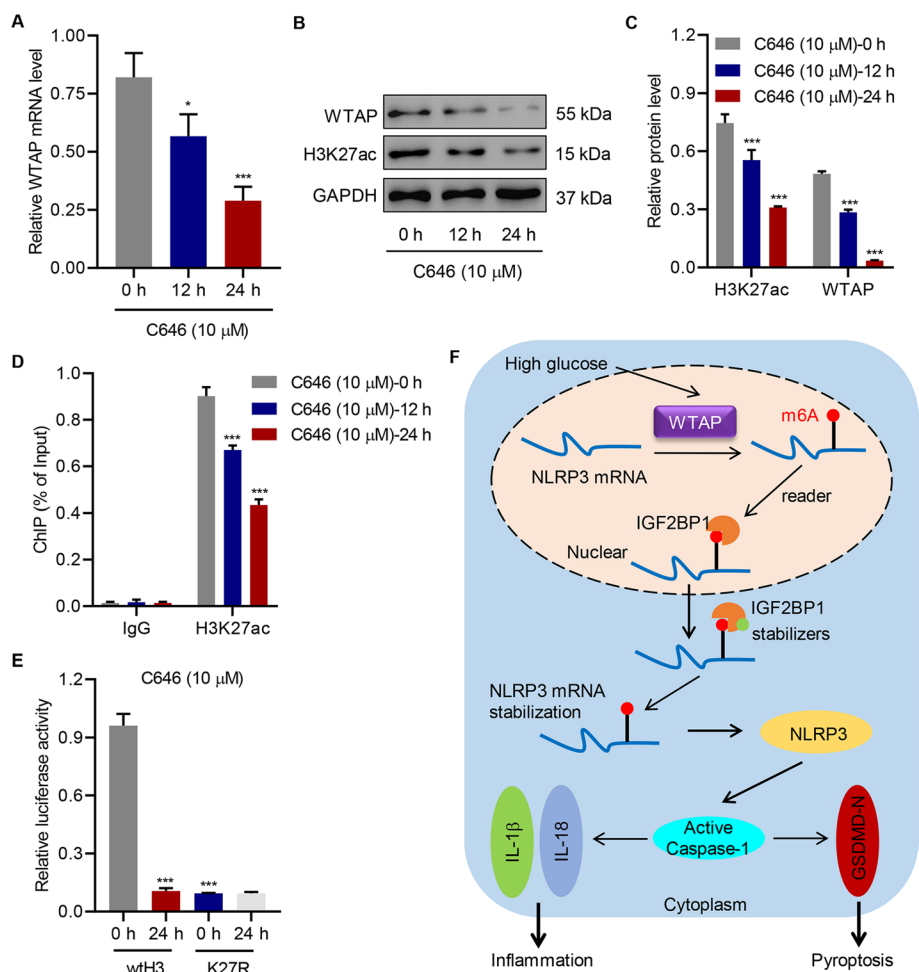 A
Relative WTAP mRNA level
1.00
0.75
0.50
0.25
0.00
*
***
0 h 12 h 24 h
C646 (10 μM)
B
WTAP 55 kDa
H3K27ac 15 kDa
GAPDH 37 kDa
0 h 12 h 24 h
C646 (10 μM)
C
Relative protein level
1.2
0.9
0.6
0.3
0.0
C646 (10 μM)-0 h
C646 (10 μM)-12 h
C646 (10 μM)-24 h
***
***
***
***
H3K27ac WTAP
D
ChIP (% of Input)
1.0
0.8
0.6
0.4
0.2
0.0
C646 (10 μM)-0 h
C646 (10 μM)-12 h
C646 (10 μM)-24 h
***
***
IgG H3K27ac
E
C646 (10 μM)
Relative luciferase activity
1.2
0.9
0.6
0.3
0.0
***
***
0 h 24 h 0 h 24 h
wtH3 K27R
F
High glucose
WTAP
m6A
NLRP3 mRNA
reader
IGF2BP1
Nuclear
IGF2BP1
stabilizers
NLRP3 mRNA
stabilization
NLRP3
IL-1β
IL-18
Active
Caspase-1
GSDMD-N
Cytoplasm
Inflammation
Pyroptosis